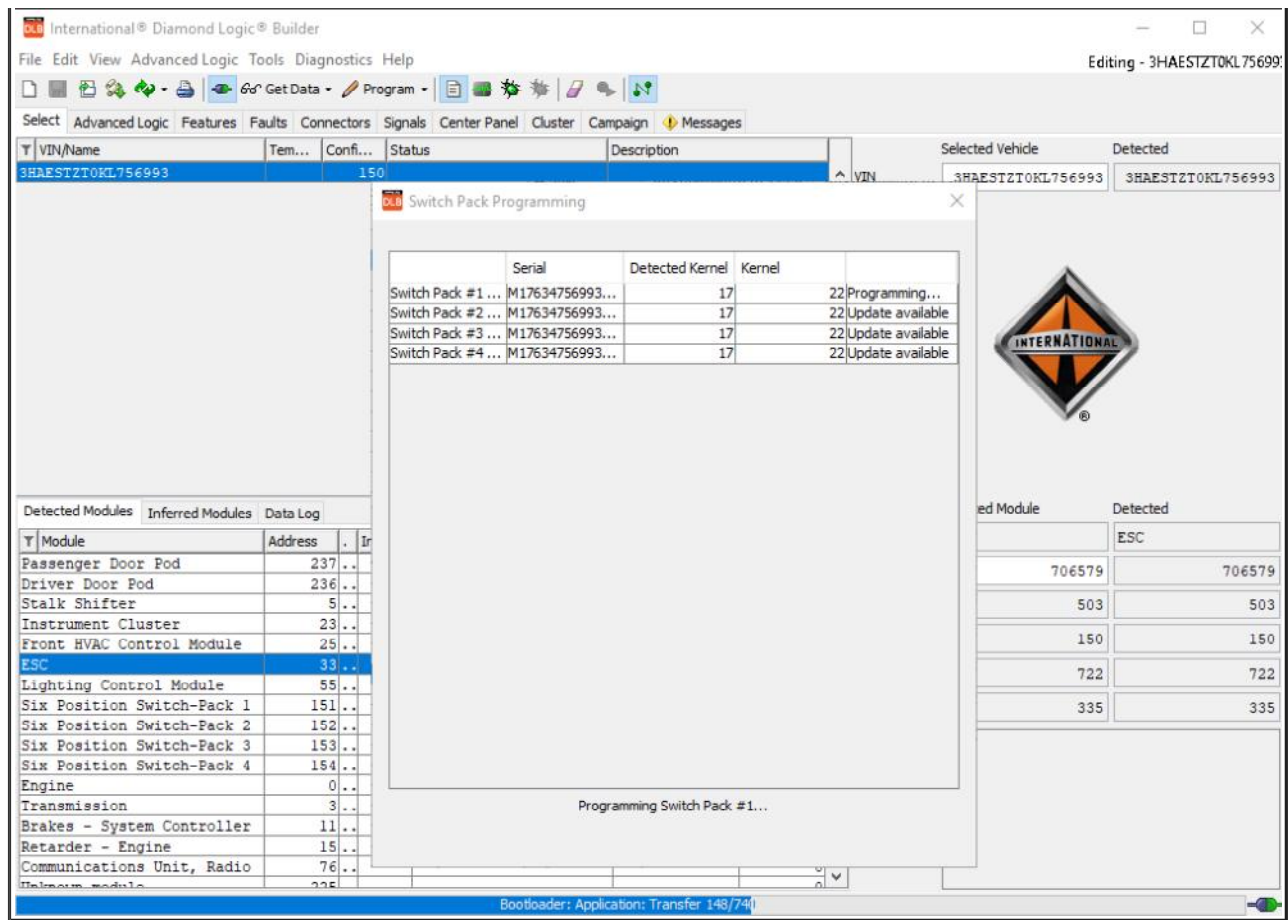 International® Diamond Logic® Builder
File Edit View Advanced Logic Tools Diagnostics Help
Editing - 3HAESTZT0KL75699
Get Data Program
Select Advanced Logic Features Faults Connectors Signals Center Panel Cluster Campaign Messages
VIN/Name Tem... Confi... Status Description
3HAESTZT0KL756993 150
Selected Vehicle Detected
VIN 3HAESTZT0KL756993 3HAESTZT0KL756993
DLB Switch Pack Programming
Serial Detected Kernel Kernel
Switch Pack #1 ... M17634756993... 17 22 Programming...
Switch Pack #2 ... M17634756993... 17 22 Update available
Switch Pack #3 ... M17634756993... 17 22 Update available
Switch Pack #4 ... M17634756993... 17 22 Update available
INTERNATIONAL
®
Programming Switch Pack #1...
Detected Modules Inferred Modules Data Log
Module Address . Ir
Passenger Door Pod 237 ..
Driver Door Pod 236 ..
Stalk Shifter 5 ..
Instrument Cluster 23 ..
Front HVAC Control Module 25 ..
ESC 33 ..
Lighting Control Module 55 ..
Six Position Switch-Pack 1 151 ..
Six Position Switch-Pack 2 152 ..
Six Position Switch-Pack 3 153 ..
Six Position Switch-Pack 4 154 ..
Engine 0 ..
Transmission 3 ..
Brakes - System Controller 11 ..
Retarder - Engine 15 ..
Communications Unit, Radio 76 ..
ed Module Detected
ESC
706579 706579
503 503
150 150
722 722
335 335
Bootloader: Application: Transfer 148/740